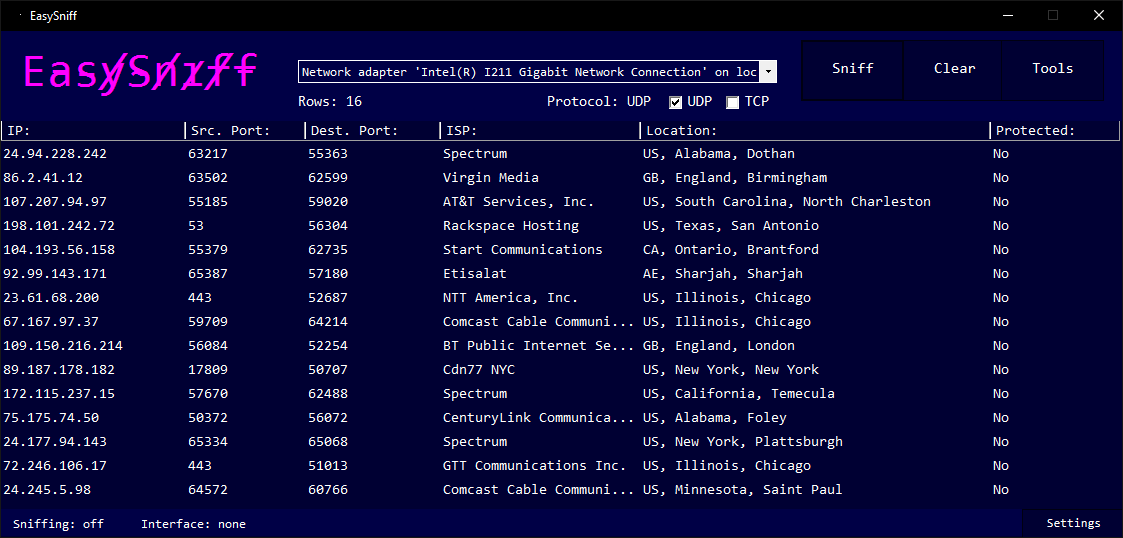 EasySniff
EasySniff
Network adapter 'Intel(R) I211 Gigabit Network Connection' on loc
Sniff Clear Tools
Rows: 16 Protocol: UDP UDP TCP
IP: Src. Port: Dest. Port: ISP: Location: Protected:
24.94.228.242 63217 55363 Spectrum US, Alabama, Dothan No
86.2.41.12 63502 62599 Virgin Media GB, England, Birmingham No
107.207.94.97 55185 59020 AT&T Services, Inc. US, South Carolina, North Charleston No
198.101.242.72 53 56304 Rackspace Hosting US, Texas, San Antonio No
104.193.56.158 55379 62735 Start Communications CA, Ontario, Brantford No
92.99.143.171 65387 57180 Etisalat AE, Sharjah, Sharjah No
23.61.68.200 443 52687 NTT America, Inc. US, Illinois, Chicago No
67.167.97.37 59709 64214 Comcast Cable Communi... US, Illinois, Chicago No
109.150.216.214 56084 52254 BT Public Internet Se... GB, England, London No
89.187.178.182 17809 50707 Cdn77 NYC US, New York, New York No
172.115.237.15 57670 62488 Spectrum US, California, Temecula No
75.175.74.50 50372 56072 CenturyLink Communica... US, Alabama, Foley No
24.177.94.143 65334 65068 Spectrum US, New York, Plattsburgh No
72.246.106.17 443 51013 GTT Communications Inc. US, Illinois, Chicago No
24.245.5.98 64572 60766 Comcast Cable Communi... US, Minnesota, Saint Paul No
Sniffing: off Interface: none Settings